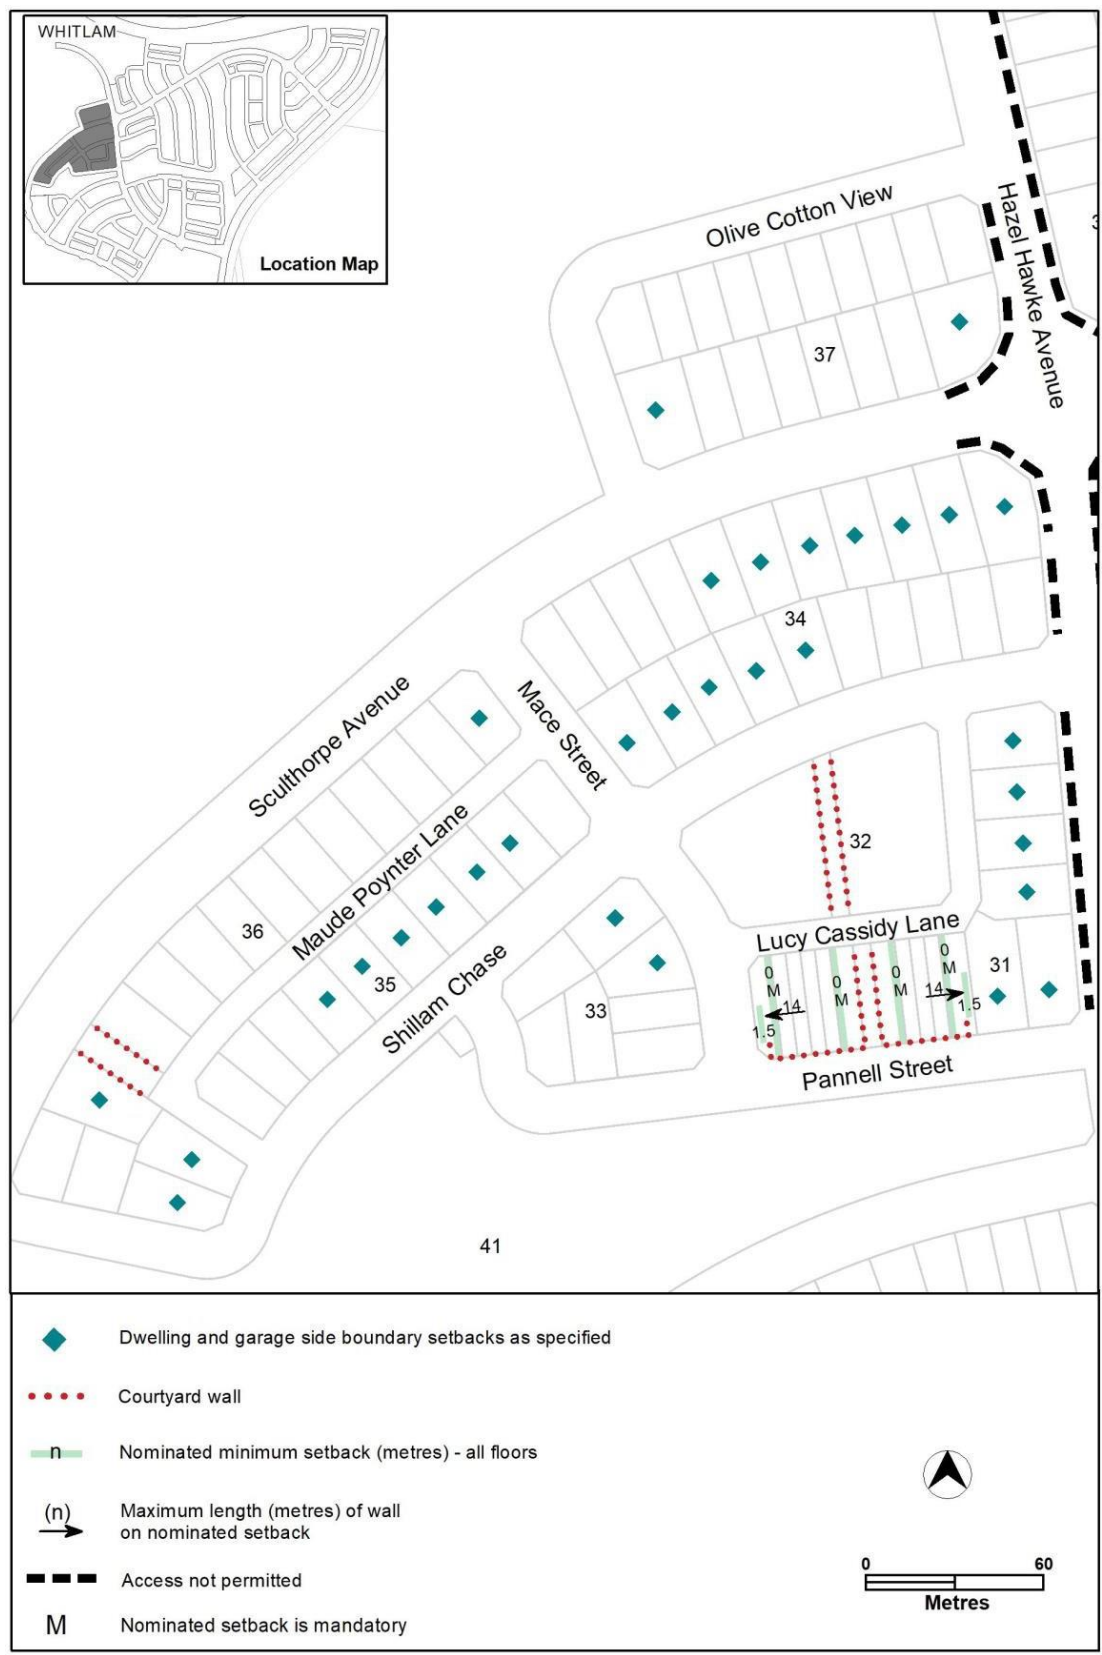 WHITLAM
Location Map
Olive Cotton View
Hazel Hawke Avenue
37
34
Mace Street
Sculthorpe Avenue
Maude Poynter Lane
32
36
Lucy Cassidy Lane
35
Shillam Chase
33
31
0
M
0
M
0
M
0
M
14
14
1.5
1.5
Pannell Street
41
Dwelling and garage side boundary setbacks as specified
Courtyard wall
n
Nominated minimum setback (metres) - all floors
(n)
Maximum length (metres) of wall
on nominated setback
Access not permitted
M
Nominated setback is mandatory
0
60
Metres